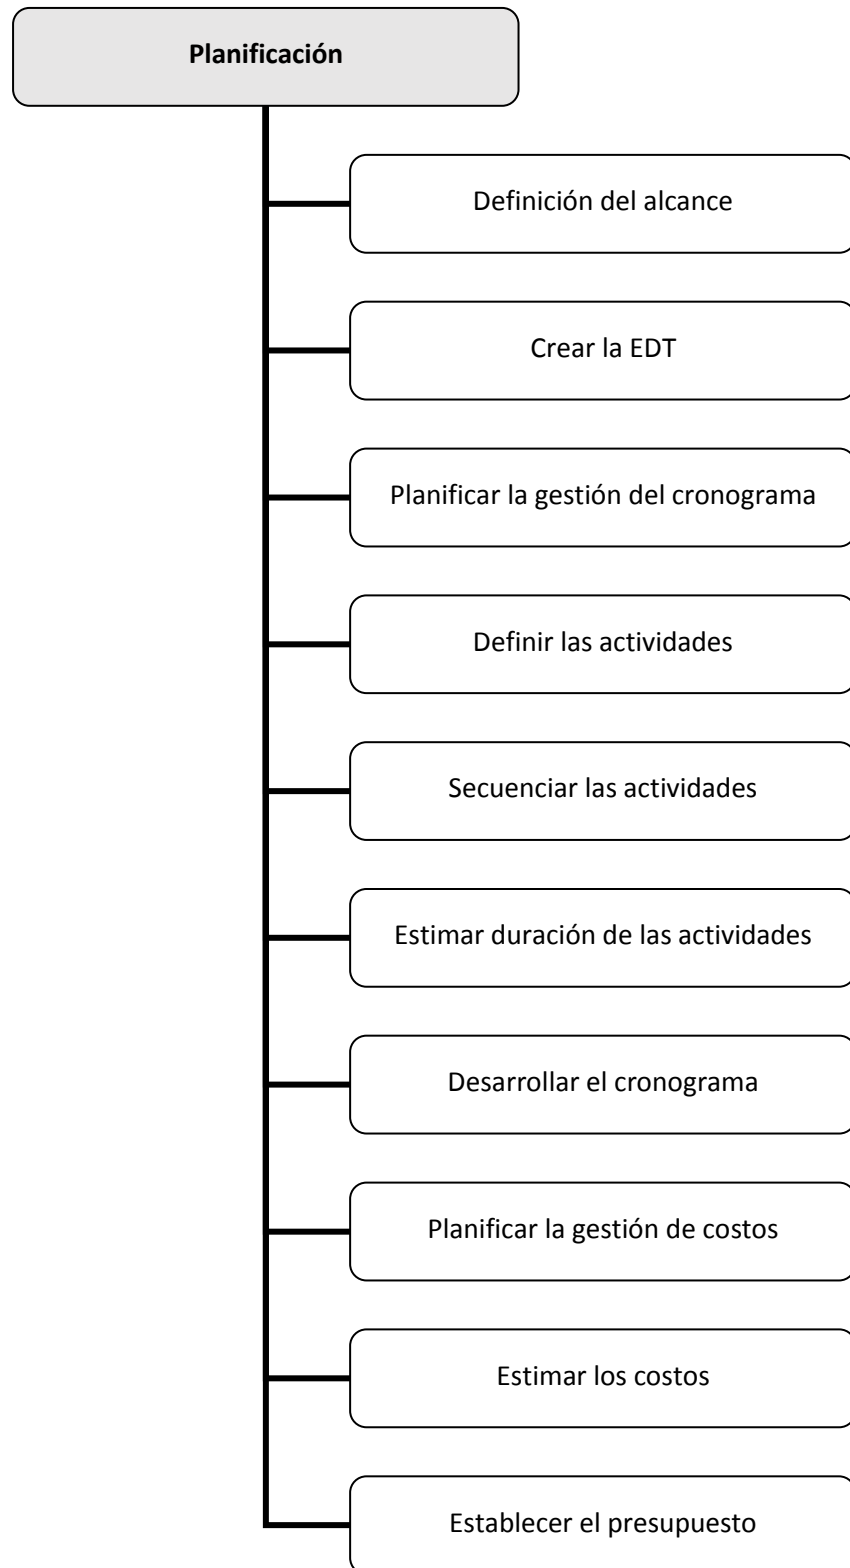 Planificación
Definición del alcance
Crear la EDT
Planificar la gestión del cronograma
Definir las actividades
Secuenciar las actividades
Estimar duración de las actividades
Desarrollar el cronograma
Planificar la gestión de costos
Estimar los costos
Establecer el presupuesto